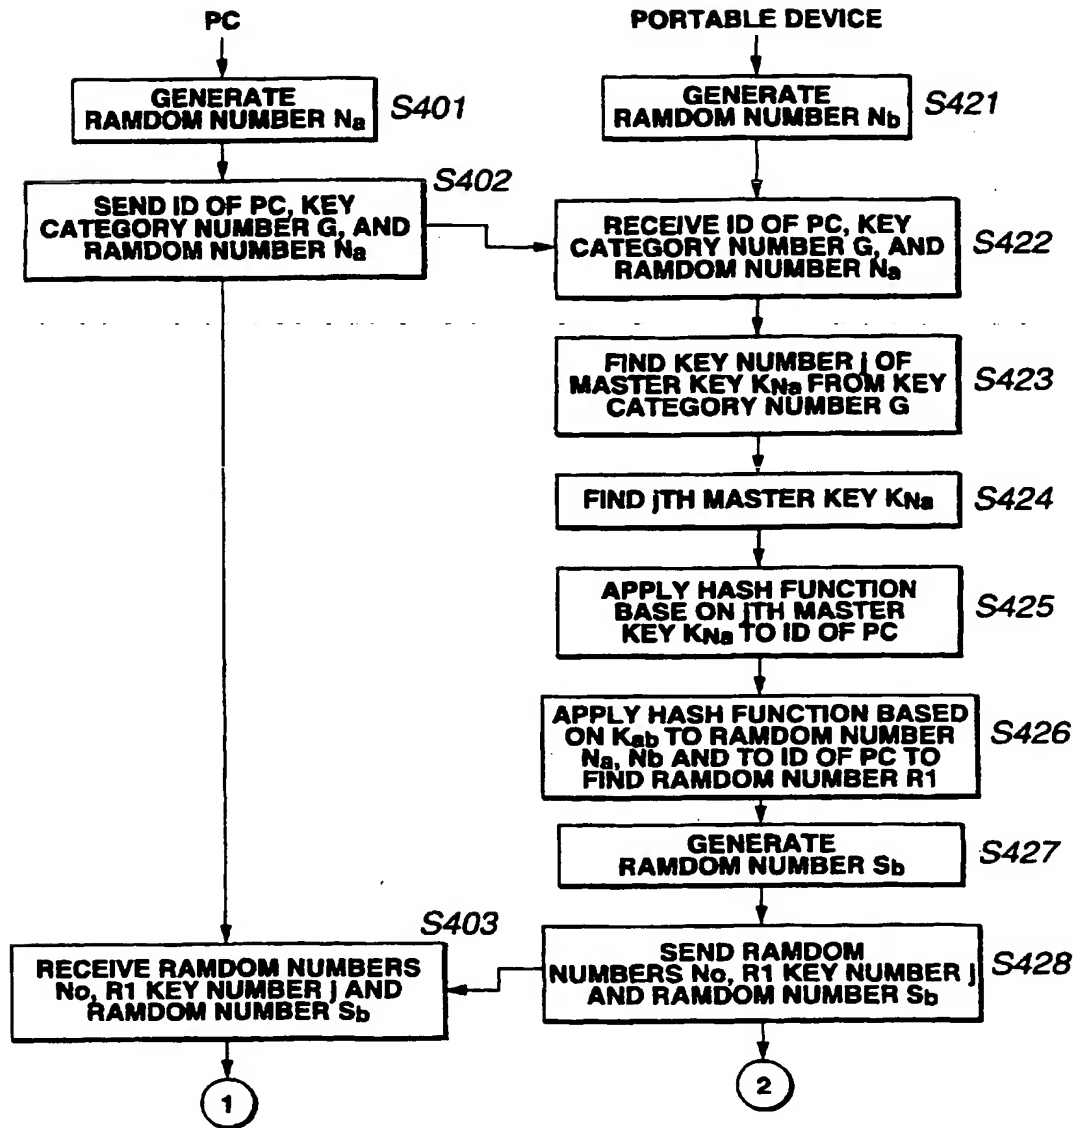 PC
GENERATE
RAMDOM NUMBER Na
S401
S402
SEND ID OF PC, KEY
CATEGORY NUMBER G, AND
RAMDOM NUMBER Na
PORTABLE DEVICE
GENERATE
RAMDOM NUMBER Nb
S421
RECEIVE ID OF PC, KEY
CATEGORY NUMBER G, AND
RAMDOM NUMBER Na
S422
FIND KEY NUMBER j OF
MASTER KEY KNa FROM KEY
CATEGORY NUMBER G
S423
FIND jTH MASTER KEY KNa
S424
APPLY HASH FUNCTION
BASE ON jTH MASTER
KEY KNa TO ID OF PC
S425
APPLY HASH FUNCTION BASED
ON Kab TO RAMDOM NUMBER
Na, Nb AND TO ID OF PC TO
FIND RAMDOM NUMBER R1
S426
GENERATE
RAMDOM NUMBER Sb
S427
SEND RAMDOM
NUMBERS No, R1 KEY NUMBER j
AND RAMDOM NUMBER Sb
S428
S403
RECEIVE RAMDOM NUMBERS
No, R1 KEY NUMBER j AND
RAMDOM NUMBER Sb
1
2